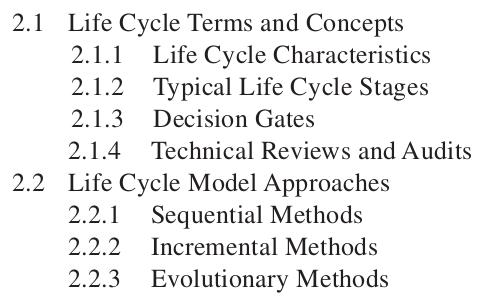 2.1 Life Cycle Terms and Concepts
2.1.1 Life Cycle Characteristics
2.1.2 Typical Life Cycle Stages
2.1.3 Decision Gates
2.1.4 Technical Reviews and Audits
2.2 Life Cycle Model Approaches
2.2.1 Sequential Methods
2.2.2 Incremental Methods
2.2.3 Evolutionary Methods